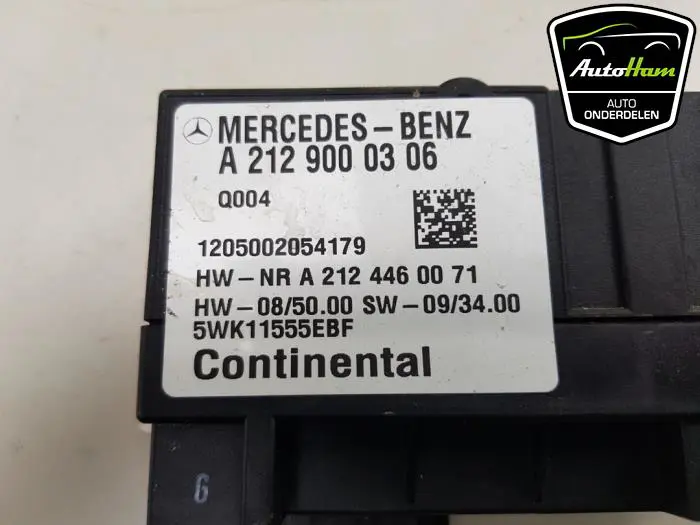 AutoHam
AUTO
ONDERDELEN
MERCEDES-BENZ
A 212 900 03 06
Q004
1205002054179
HW-NR A 212 446 00 71
HW-08/50.00 SW-09/34.00
5WK11555EBF
Continental
G